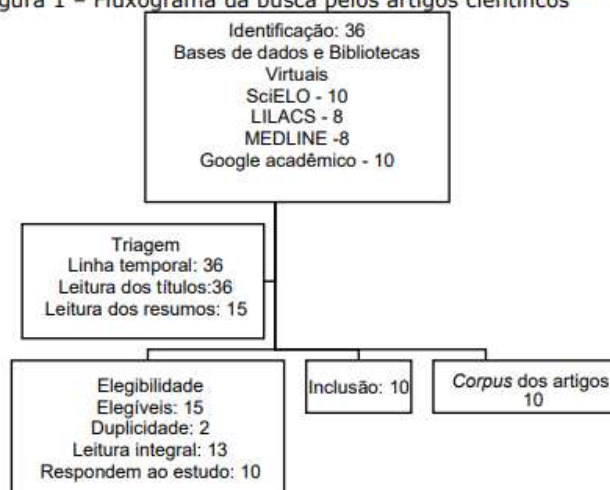 gura 1 – Fluxograma da busca pelos artigos científicos
Identificação: 36
Bases de dados e Bibliotecas
Virtuais
SciELO - 10
LILACS - 8
MEDLINE -8
Google acadêmico - 10
Triagem
Linha temporal: 36
Leitura dos títulos:36
Leitura dos resumos: 15
Elegibilidade
Elegíveis: 15
Duplicidade: 2
Leitura integral: 13
Respondem ao estudo: 10
Inclusão: 10
Corpus dos artigos
10